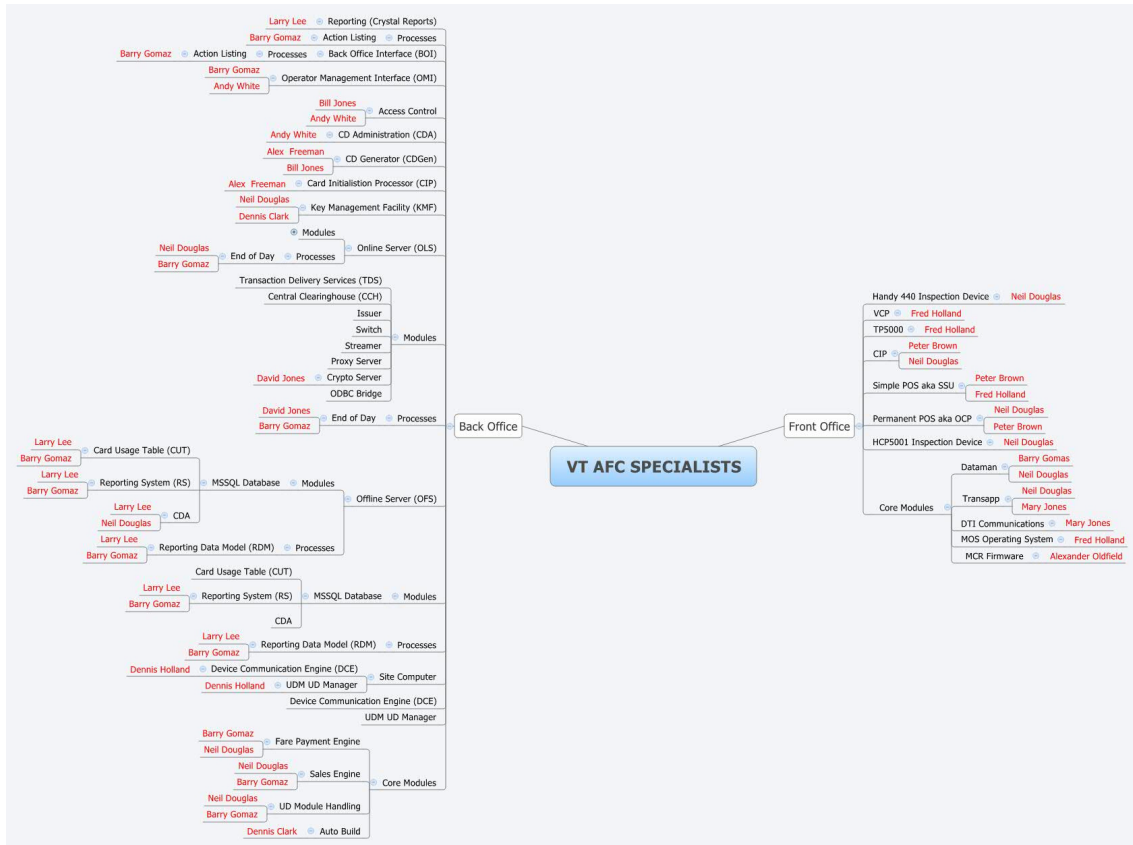 Larry Lee Reporting (Crystal Reports)
Barry Gomaz Action Listing Processes
Barry Gomaz Action Listing Processes Back Office Interface (BOI)
Barry Gomaz
Andy White
Operator Management Interface (OMI)
Bill Jones
Andy White
Access Control
Andy White CD Administration (CDA)
Alex Freeman
Bill Jones
CD Generator (CDGen)
Alex Freeman Card Initialistion Processor (CIP)
Neil Douglas
Dennis Clark
Key Management Facility (KMF)
Modules
Neil Douglas
Barry Gomaz
End of Day Processes
Online Server (OLS)
Transaction Delivery Services (TDS)
Central Clearinghouse (CCH)
Issuer
Switch
Streamer
Proxy Server
David Jones Crypto Server
ODBC Bridge
Modules
David Jones
Barry Gomaz
End of Day Processes
Larry Lee
Barry Gomaz
Card Usage Table (CUT)
Larry Lee
Barry Gomaz
Reporting System (RS)
Larry Lee
Neil Douglas
CDA
MSSQL Database Modules
Larry Lee
Barry Gomaz
Reporting Data Model (RDM) Processes
Offline Server (OFS)
Card Usage Table (CUT)
Larry Lee
Barry Gomaz
Reporting System (RS)
CDA
MSSQL Database Modules
Larry Lee
Barry Gomaz
Reporting Data Model (RDM) Processes
Dennis Holland Device Communication Engine (DCE)
Dennis Holland UDM UD Manager
Site Computer
Device Communication Engine (DCE)
UDM UD Manager
Barry Gomaz
Neil Douglas
Fare Payment Engine
Neil Douglas
Barry Gomaz
Sales Engine
Neil Douglas
Barry Gomaz
UD Module Handling
Dennis Clark Auto Build
Core Modules
Back Office
VT AFC SPECIALISTS
Front Office
Handy 440 Inspection Device Neil Douglas
VCP Fred Holland
TP5000 Fred Holland
CIP
Peter Brown
Neil Douglas
Simple POS aka SSU
Peter Brown
Fred Holland
Permanent POS aka OCP
Neil Douglas
Peter Brown
HCP5001 Inspection Device Neil Douglas
Core Modules
Dataman
Barry Gomas
Neil Douglas
Transapp
Neil Douglas
Mary Jones
DTI Communications Mary Jones
MOS Operating System Fred Holland
MCR Firmware Alexander Oldfield